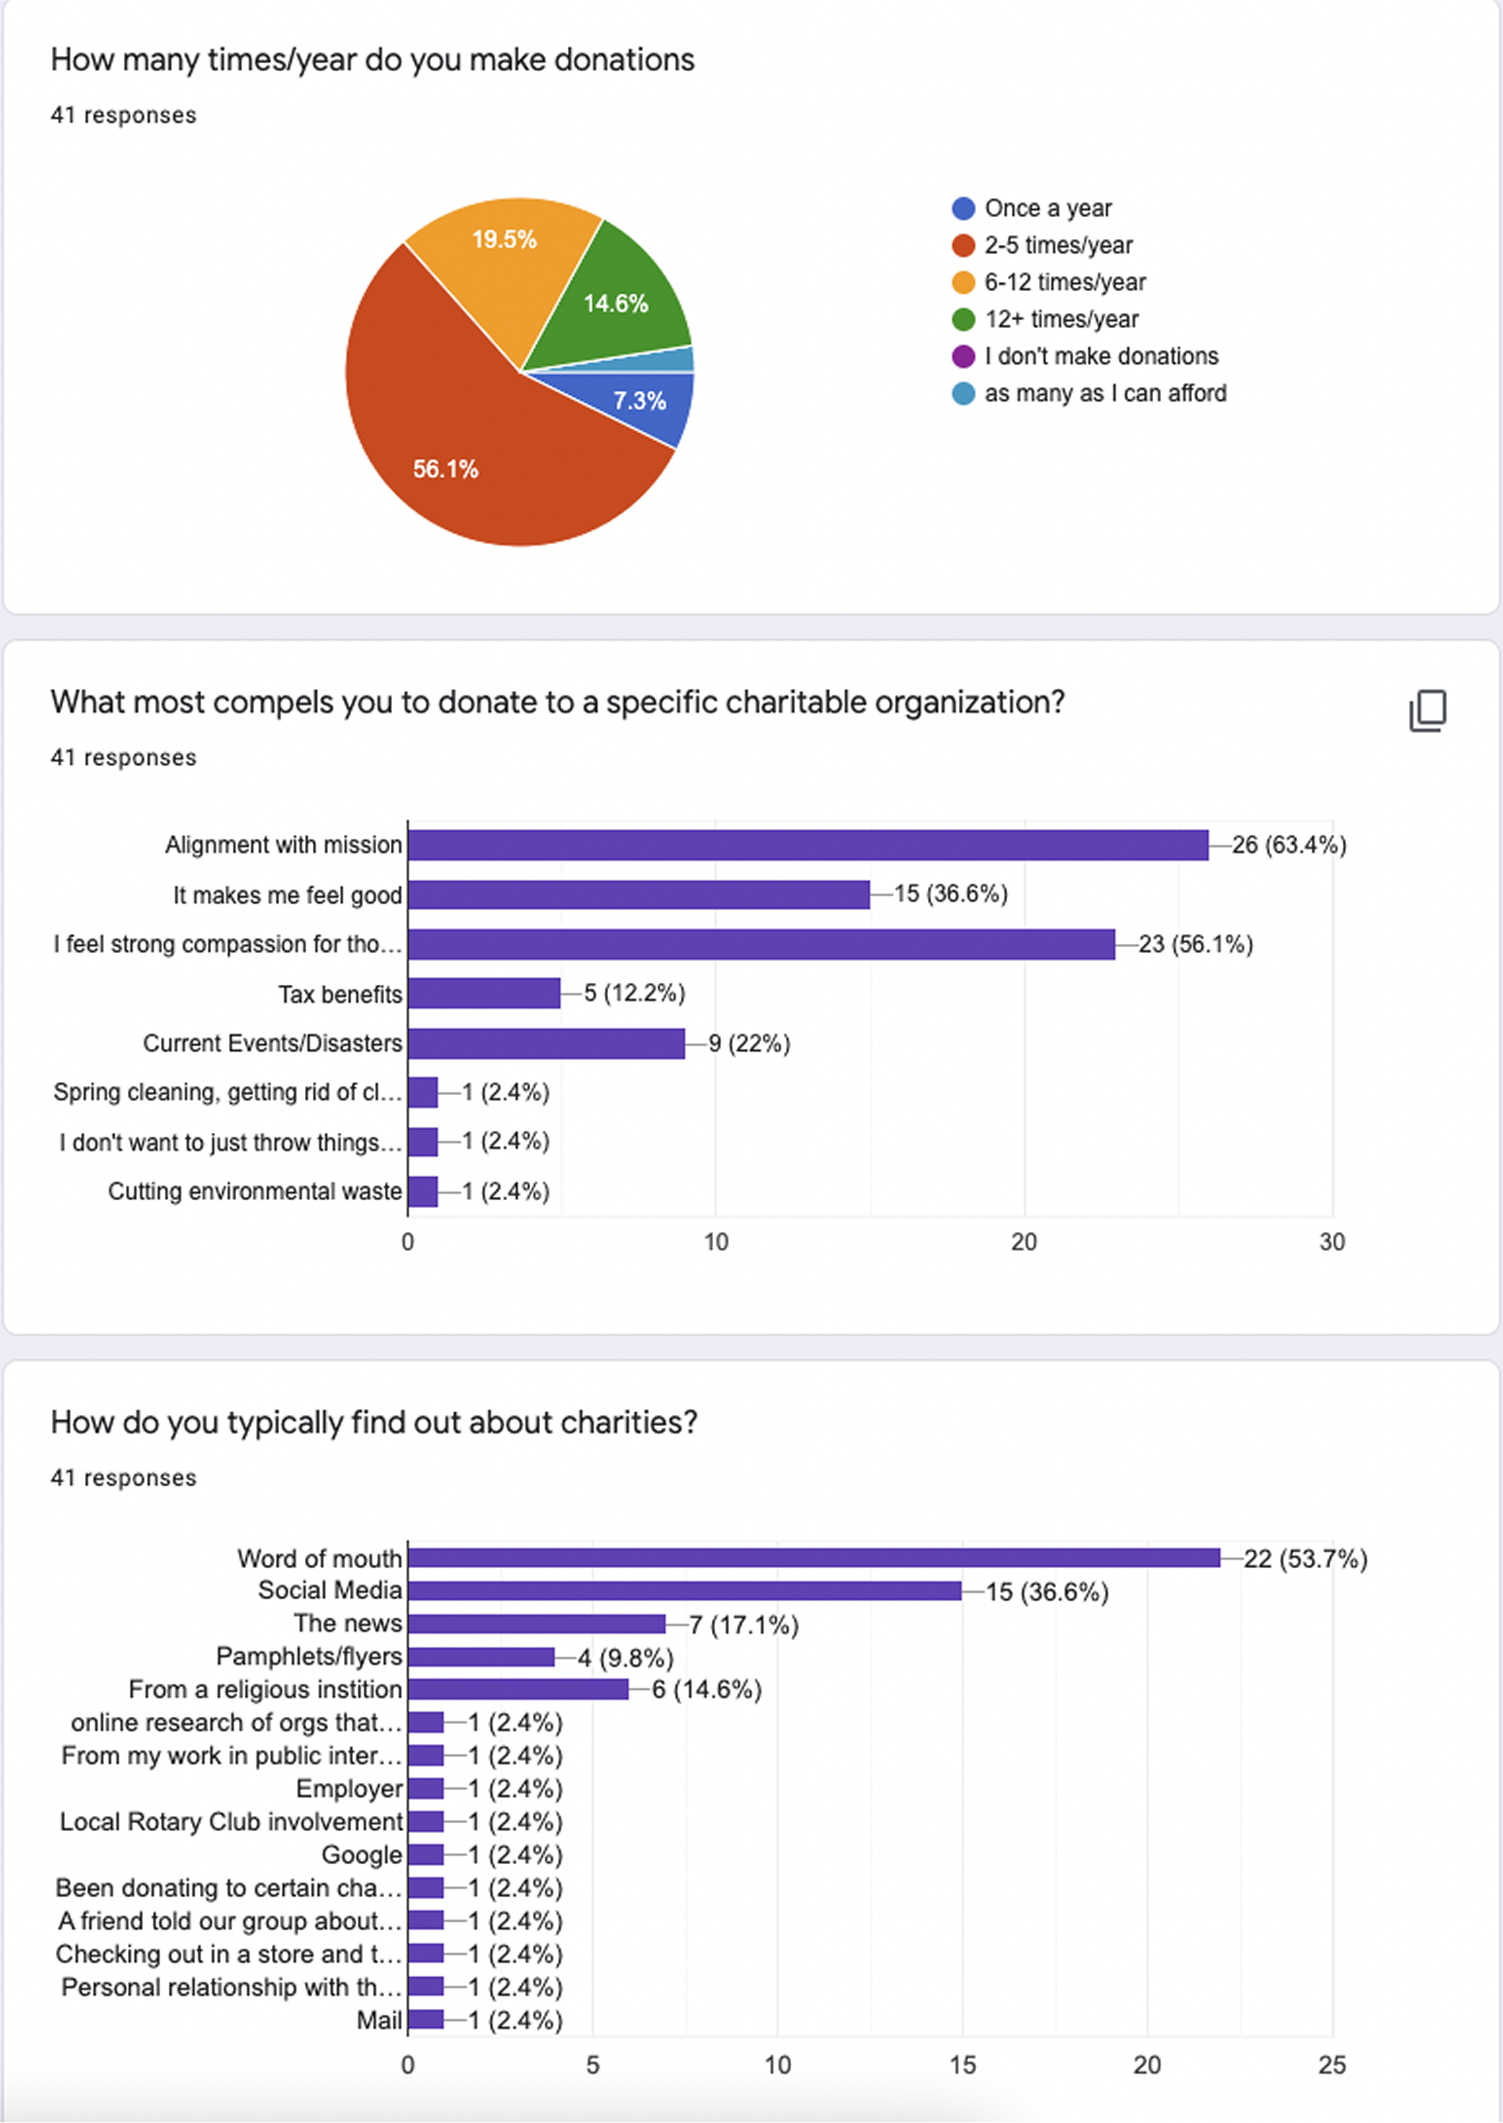 How many times/year do you make donations
41 responses
19.5%
14.6%
7.3%
56.1%
Once a year
2-5 times/year
6-12 times/year
12+ times/year
I don't make donations
as many as I can afford
What most compels you to donate to a specific charitable organization?
41 responses
Alignment with mission 26 (63.4%)
It makes me feel good 15 (36.6%)
I feel strong compassion for tho... 23 (56.1%)
Tax benefits 5 (12.2%)
Current Events/Disasters 9 (22%)
Spring cleaning, getting rid of cl... 1 (2.4%)
I don't want to just throw things... 1 (2.4%)
Cutting environmental waste 1 (2.4%)
0 10 20 30
How do you typically find out about charities?
41 responses
Word of mouth 22 (53.7%)
Social Media 15 (36.6%)
The news 7 (17.1%)
Pamphlets/flyers 4 (9.8%)
From a religious instition 6 (14.6%)
online research of orgs that... 1 (2.4%)
From my work in public inter... 1 (2.4%)
Employer 1 (2.4%)
Local Rotary Club involvement 1 (2.4%)
Google 1 (2.4%)
Been donating to certain cha... 1 (2.4%)
A friend told our group about... 1 (2.4%)
Checking out in a store and t... 1 (2.4%)
Personal relationship with th... 1 (2.4%)
Mail 1 (2.4%)
0 5 10 15 20 25